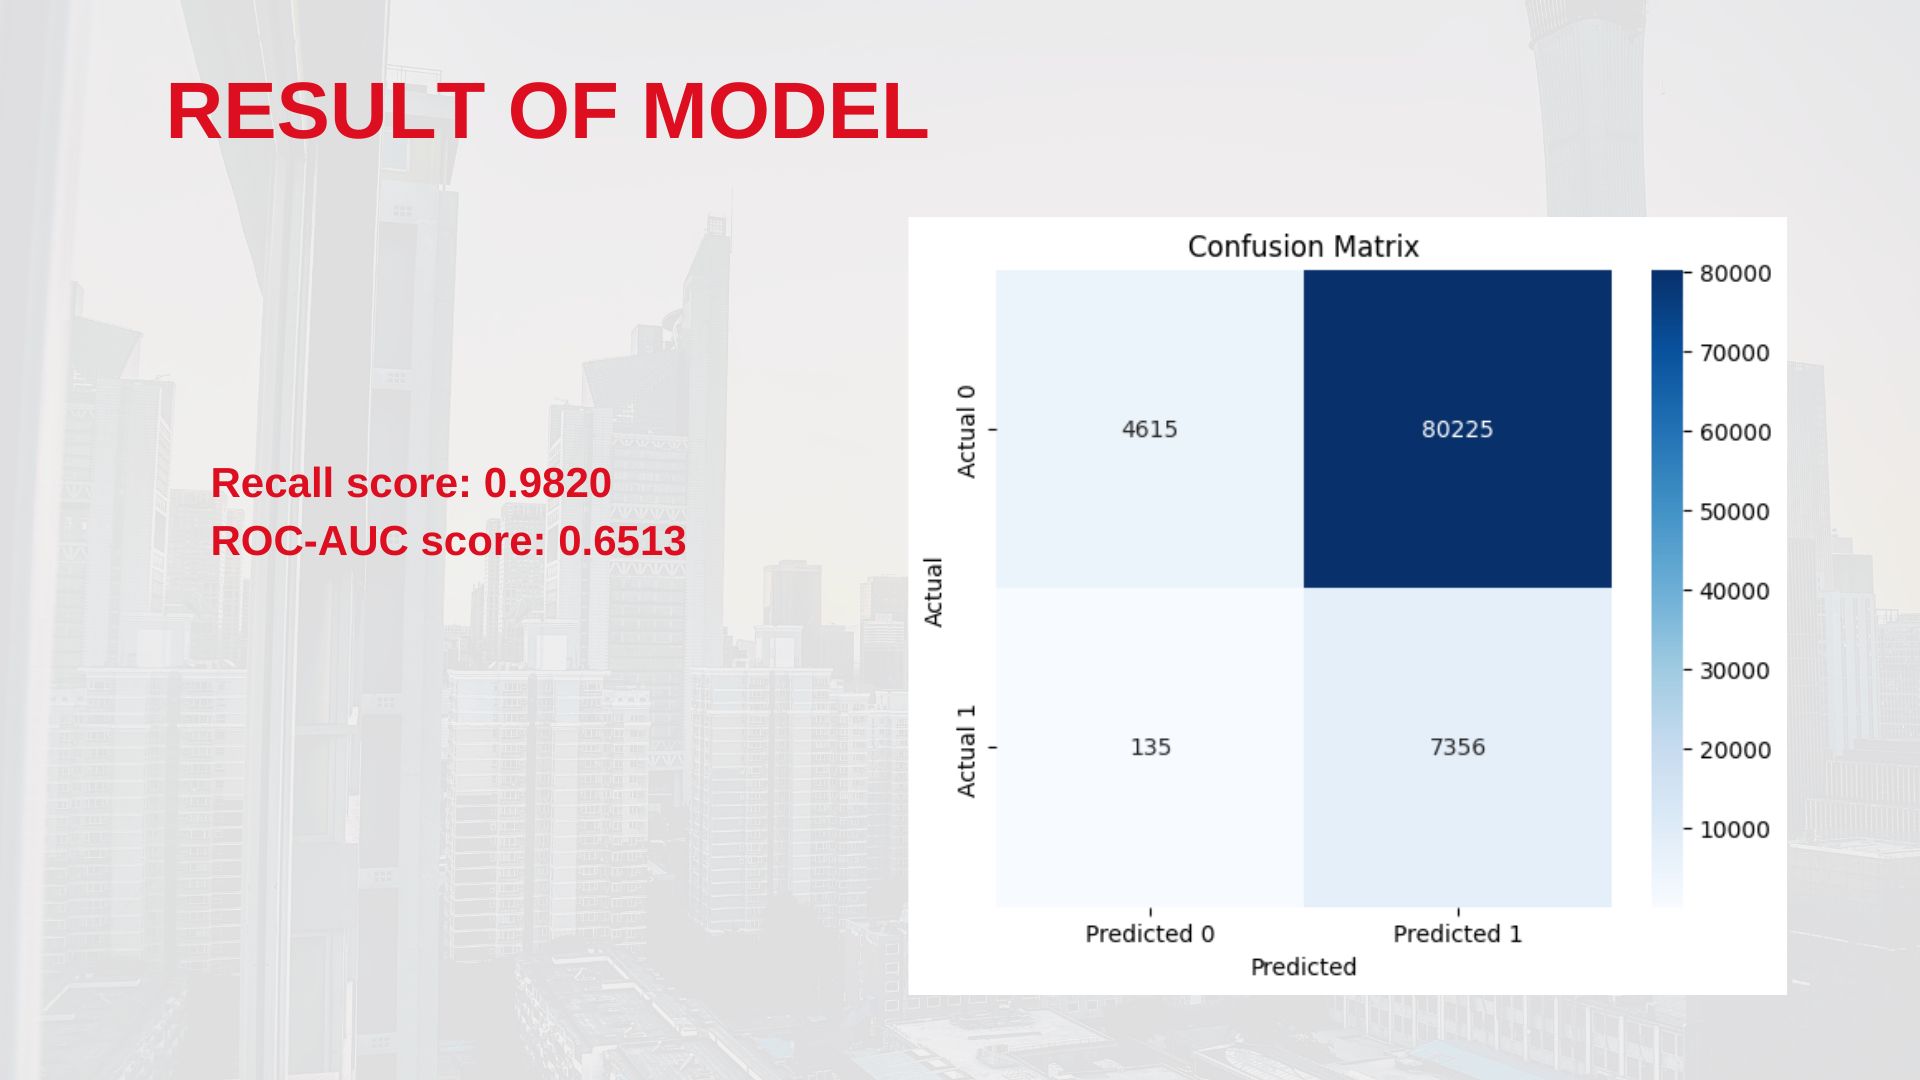 RESULT OF MODEL
Recall score: 0.9820
ROC-AUC score: 0.6513
Confusion Matrix
Actual
Actual 0
4615
80225
Actual 1
135
7356
Predicted 0
Predicted 1
Predicted
80000
70000
60000
50000
40000
30000
20000
10000